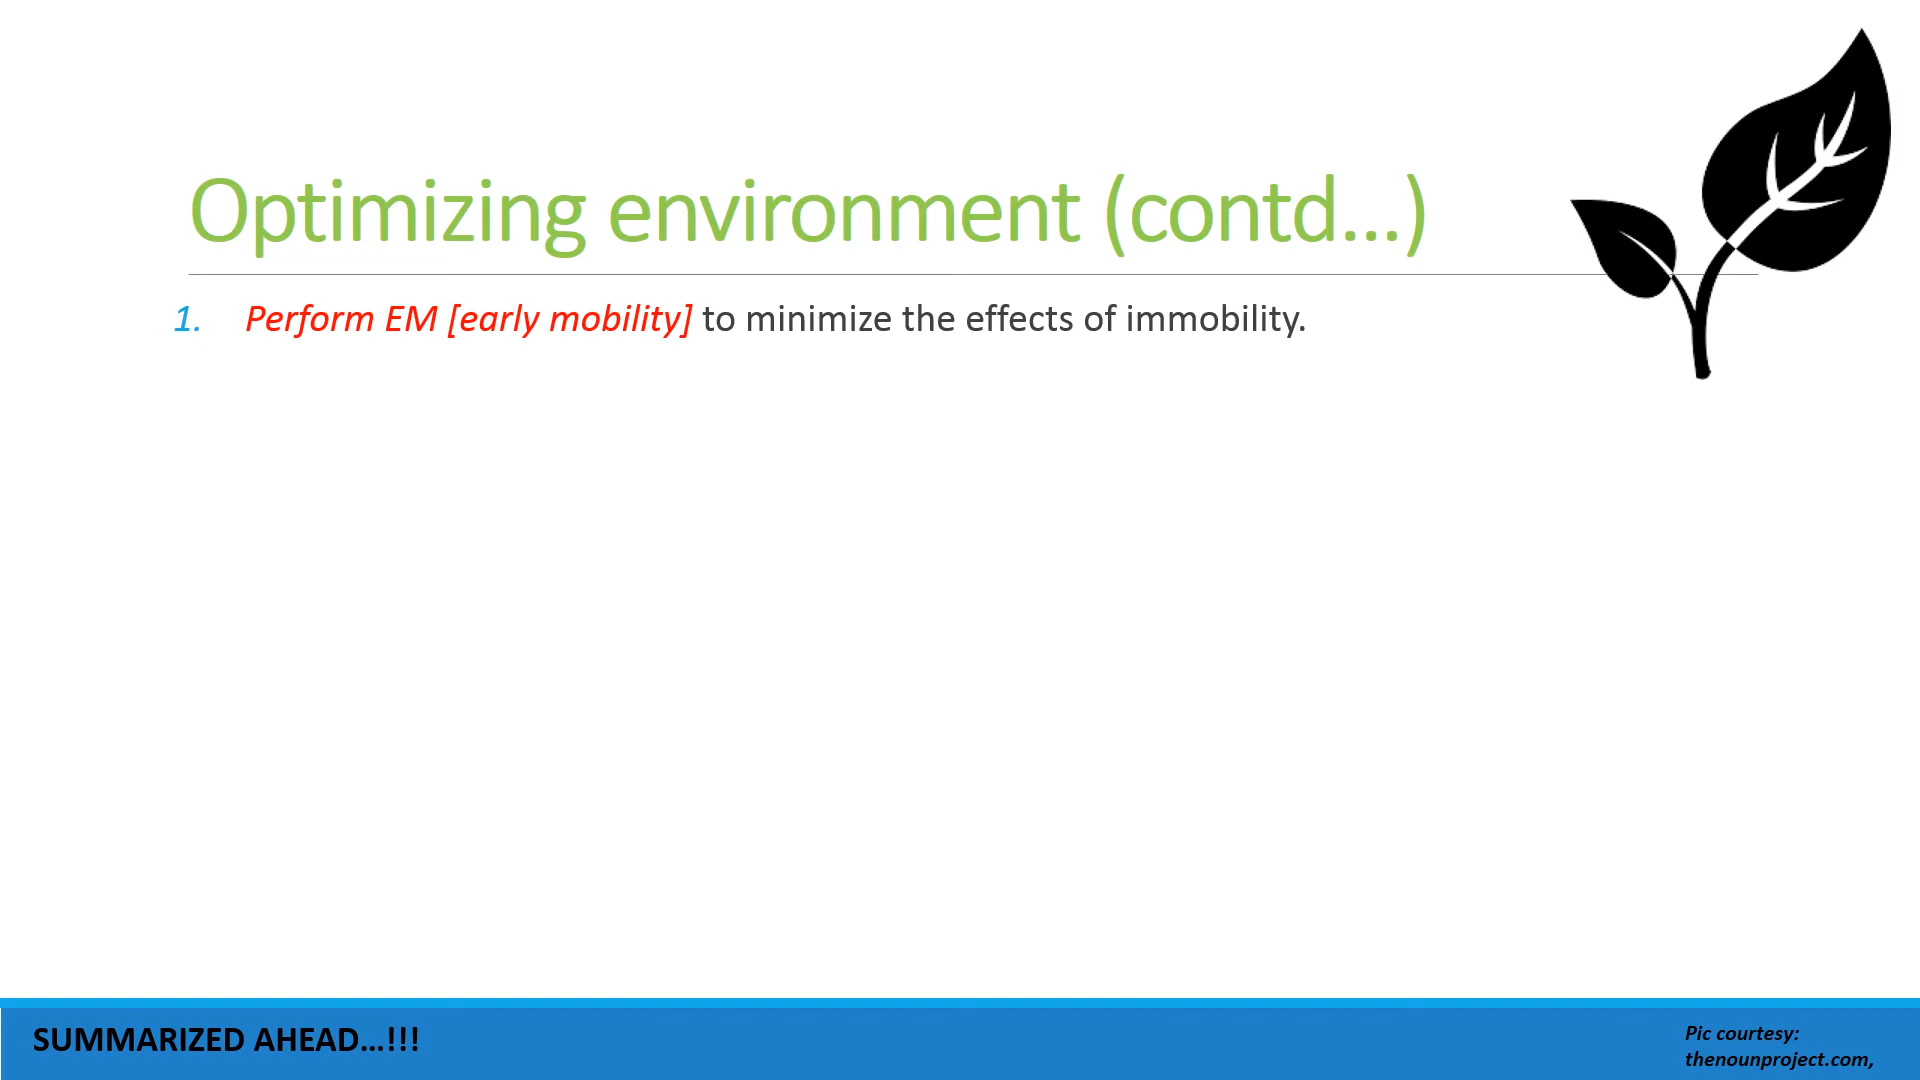 Optimizing environment (contd...)
1. Perform EM [early mobility] to minimize the effects of immobility.
SUMMARIZED AHEAD...!!!
Pic courtesy:
thenounproject.com,